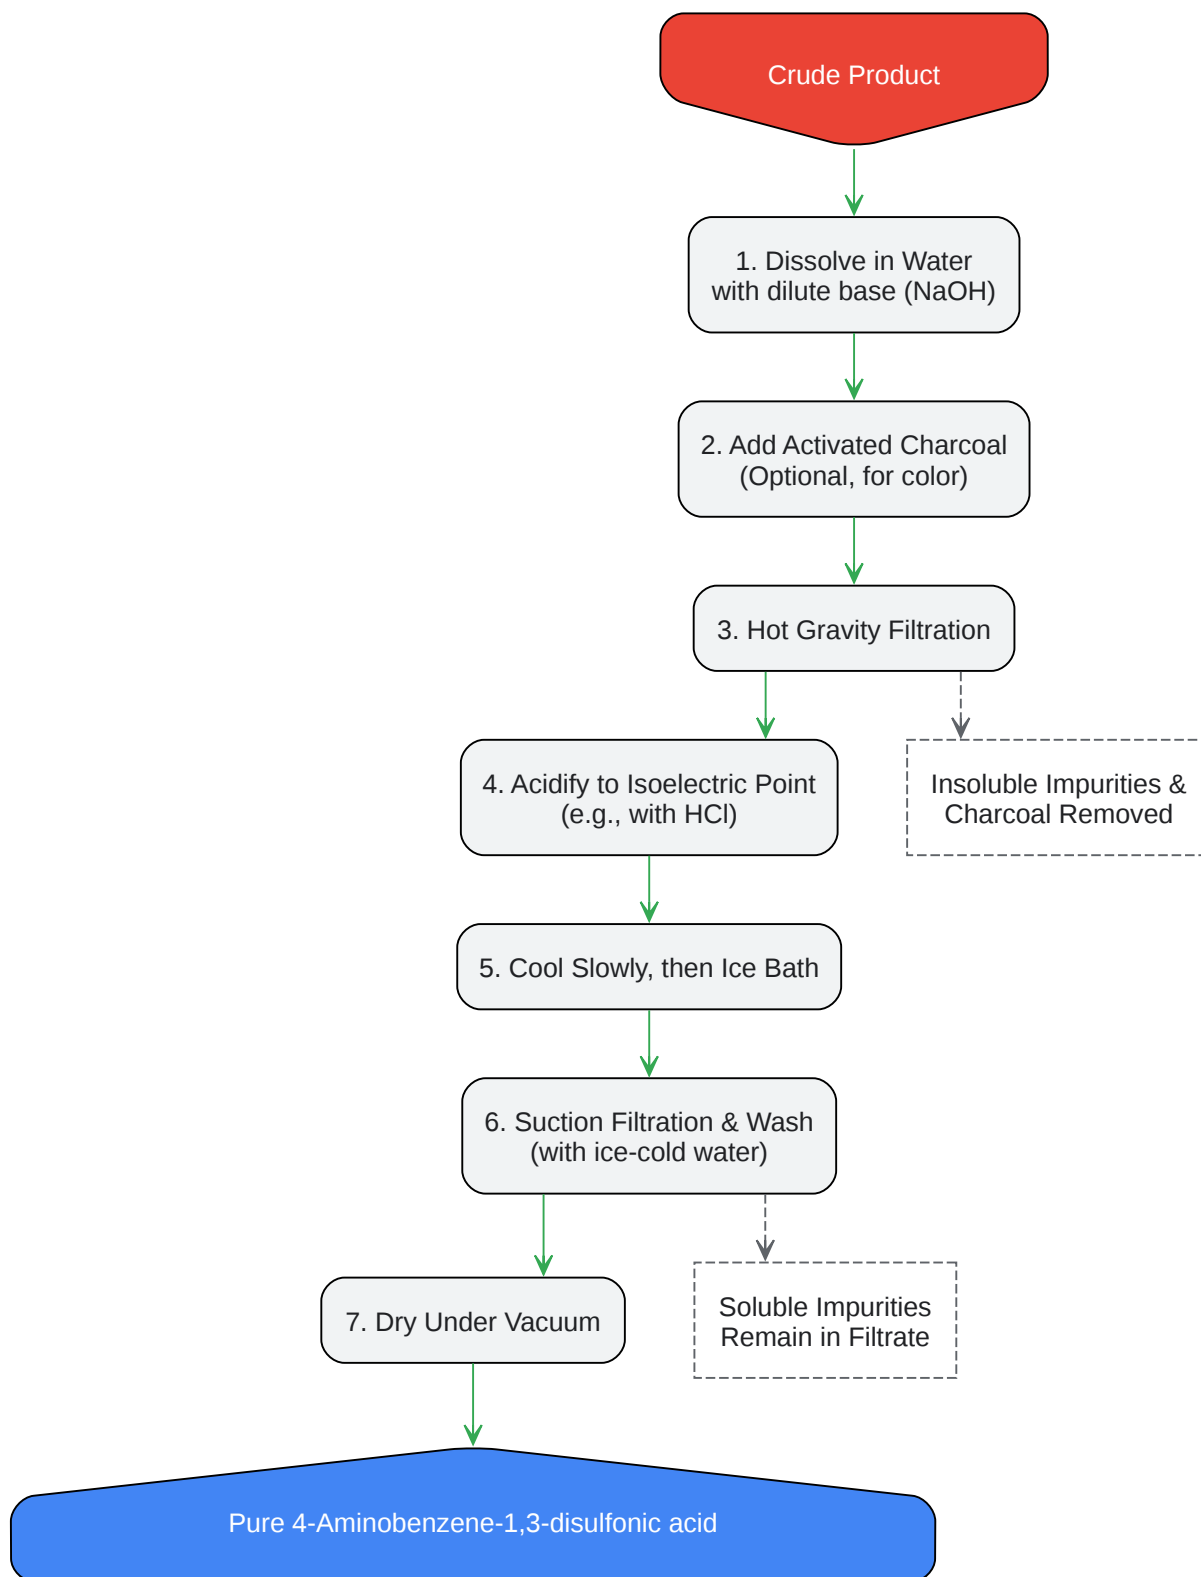 Crude Product
1. Dissolve in Water
with dilute base (NaOH)
2. Add Activated Charcoal
(Optional, for color)
3. Hot Gravity Filtration
4. Acidify to Isoelectric Point
(e.g., with HCl)
Insoluble Impurities &
Charcoal Removed
5. Cool Slowly, then Ice Bath
6. Suction Filtration & Wash
(with ice-cold water)
7. Dry Under Vacuum
Soluble Impurities
Remain in Filtrate
Pure 4-Aminobenzene-1,3-disulfonic acid